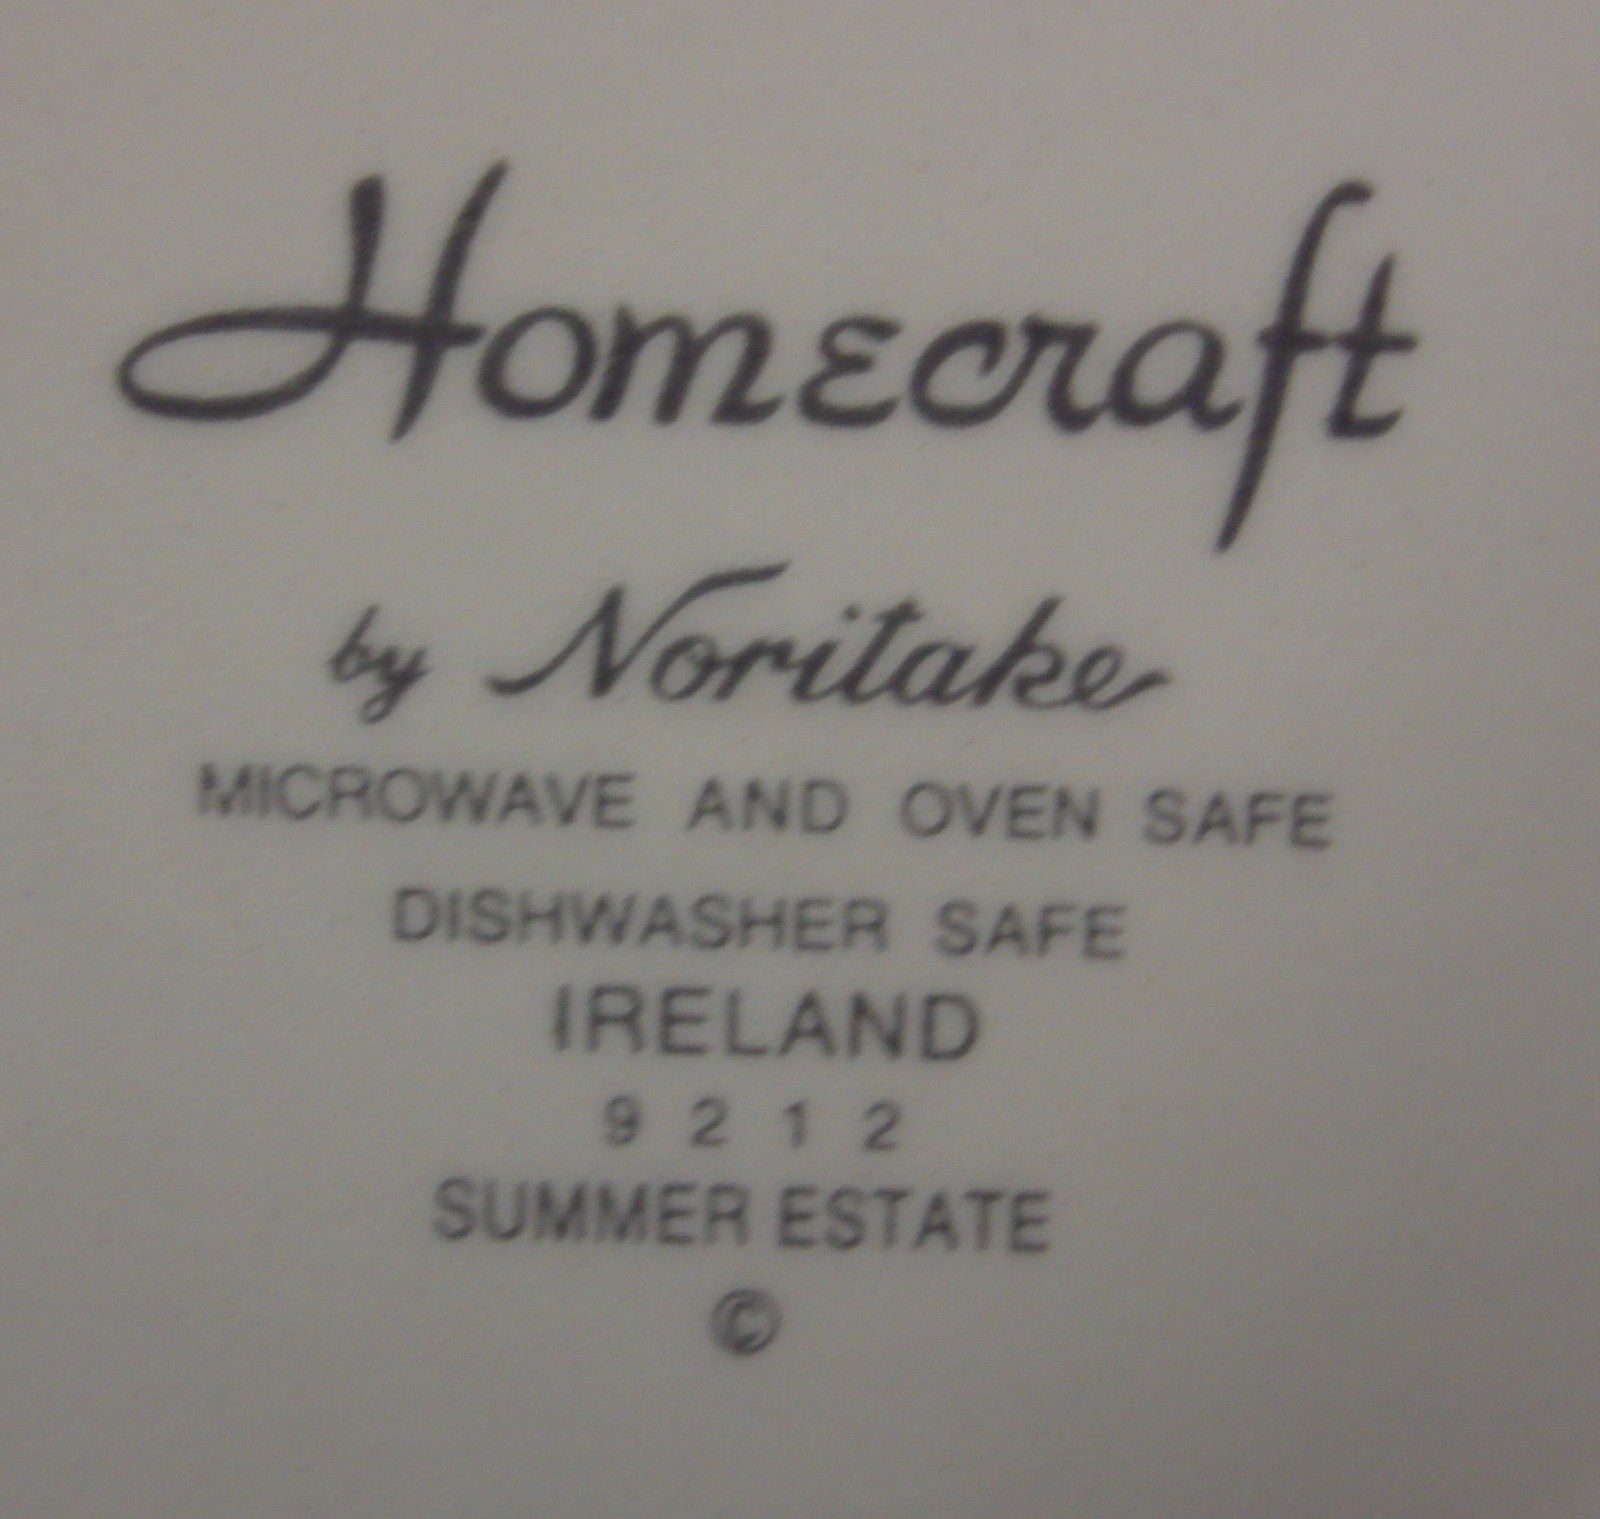 Homecraft
by Noritake
MICROWAVE AND OVEN SAFE
DISHWASHER SAFE
IRELAND
9 2 1 2
SUMMER ESTATE
©